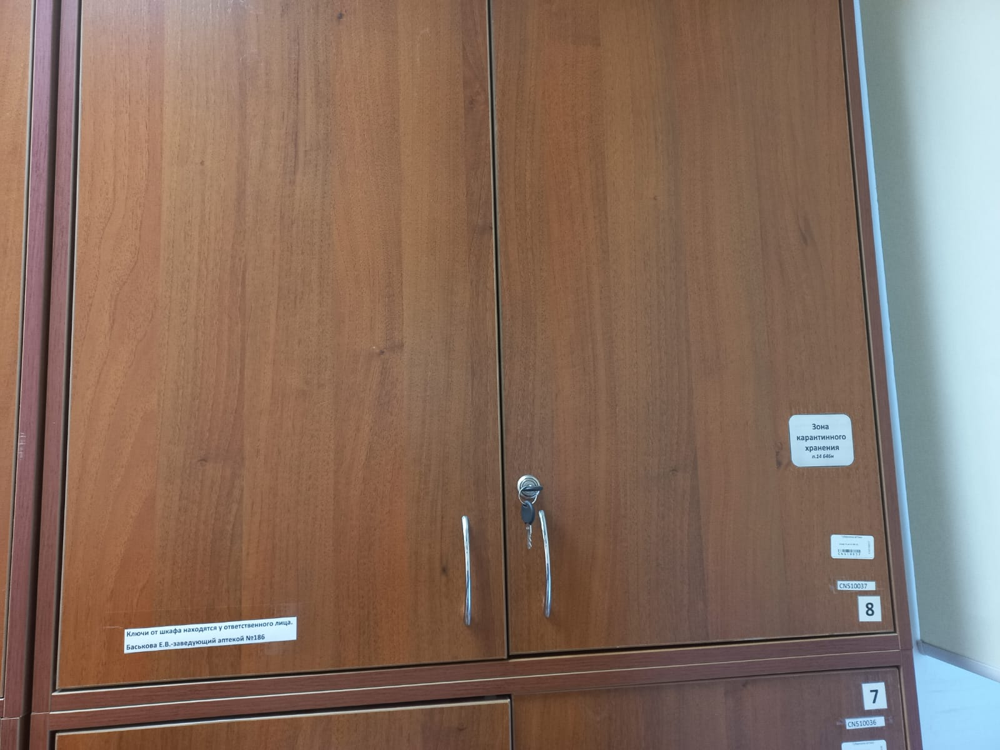 Зона
карантинного
хранения
п.14 646н
CN510037
8
Ключи от шкафа находятся у ответственного лица.
Баськова Е.В.-заведующий аптекой №186
7
CN510036